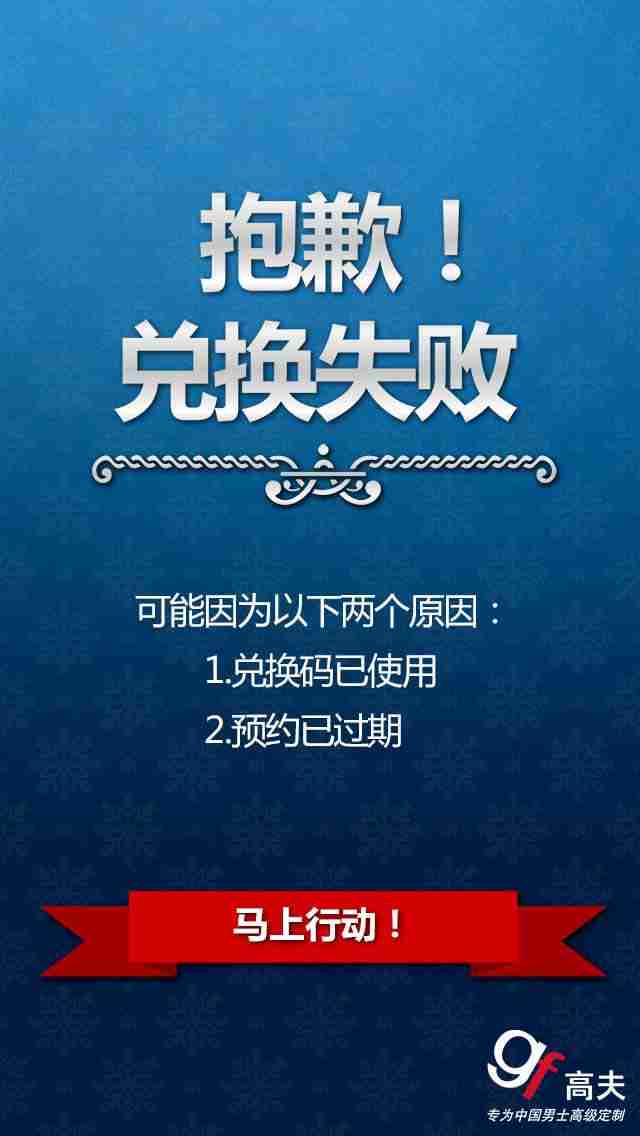 抱歉！
兑换失败
可能因为以下两个原因：
1.兑换码已使用
2.预约已过期
马上行动！
gf 高夫
专为中国男士高级定制